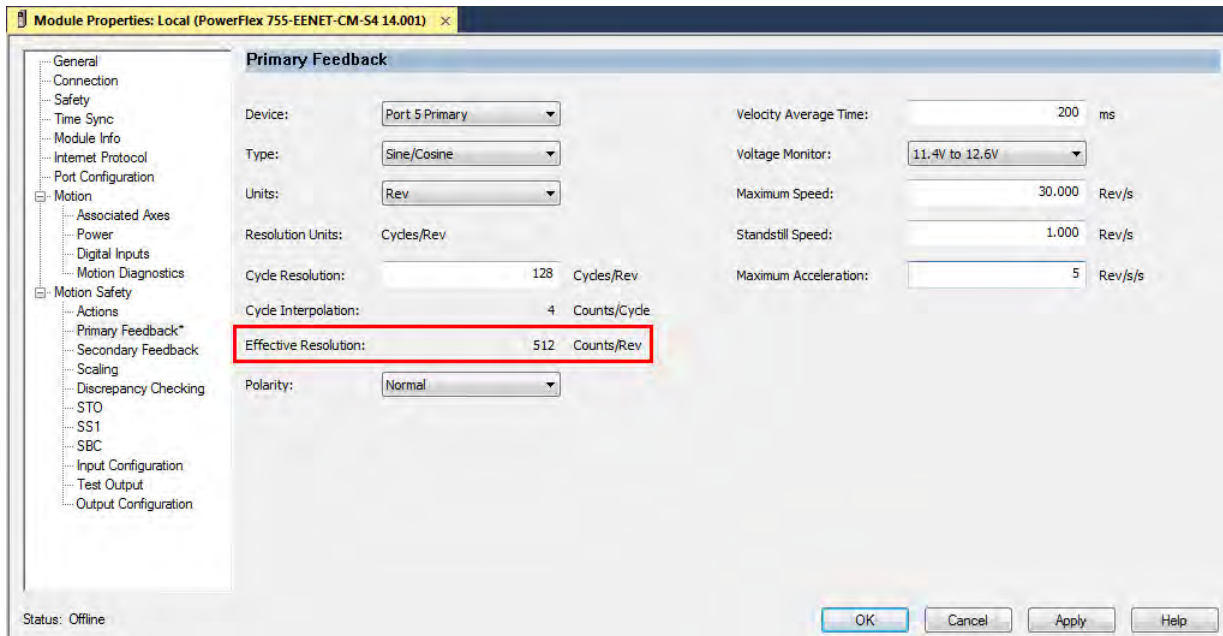 Module Properties: Local (PowerFlex 755-EENET-CM-S4 14.001) ×
General
Connection
Safety
Time Sync
Module Info
Internet Protocol
Port Configuration
Motion
Associated Axes
Power
Digital Inputs
Motion Diagnostics
Motion Safety
Actions
Primary Feedback*
Secondary Feedback
Scaling
Discrepancy Checking
STO
SS1
SBC
Input Configuration
Test Output
Output Configuration
Primary Feedback
Device: Port 5 Primary
Type: Sine/Cosine
Units: Rev
Resolution Units: Cycles/Rev
Cycle Resolution: 128 Cycles/Rev
Cycle Interpolation: 4 Counts/Cycle
Effective Resolution: 512 Counts/Rev
Polarity: Normal
Velocity Average Time: 200 ms
Voltage Monitor: 11.4V to 12.6V
Maximum Speed: 30.000 Rev/s
Standstill Speed: 1.000 Rev/s
Maximum Acceleration: 5 Rev/s/s
Status: Offline
OK Cancel Apply Help